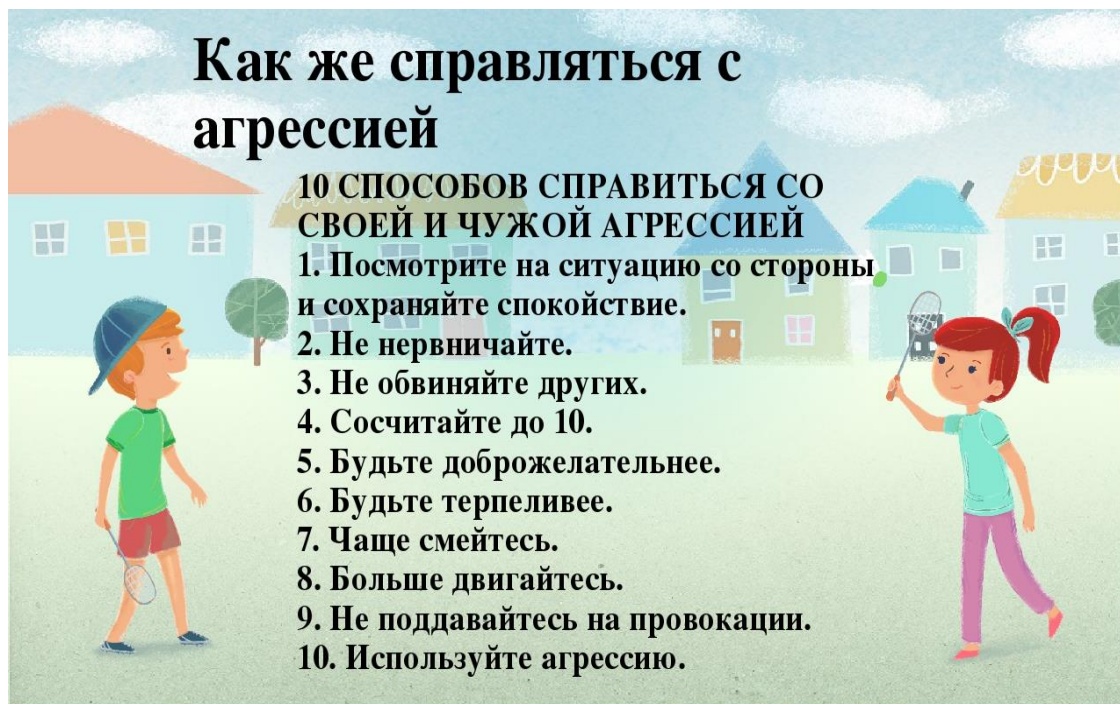 Как же справляться с
агрессией
10 СПОСОБОВ СПРАВИТЬСЯ СО
СВОЕЙ И ЧУЖОЙ АГРЕССИЕЙ
1. Посмотрите на ситуацию со стороны
и сохраняйте спокойствие.
2. Не нервничайте.
3. Не обвиняйте других.
4. Сосчитайте до 10.
5. Будьте доброжелательнее.
6. Будьте терпеливее.
7. Чаще смейтесь.
8. Больше двигайтесь.
9. Не поддавайтесь на провокации.
10. Используйте агрессию.